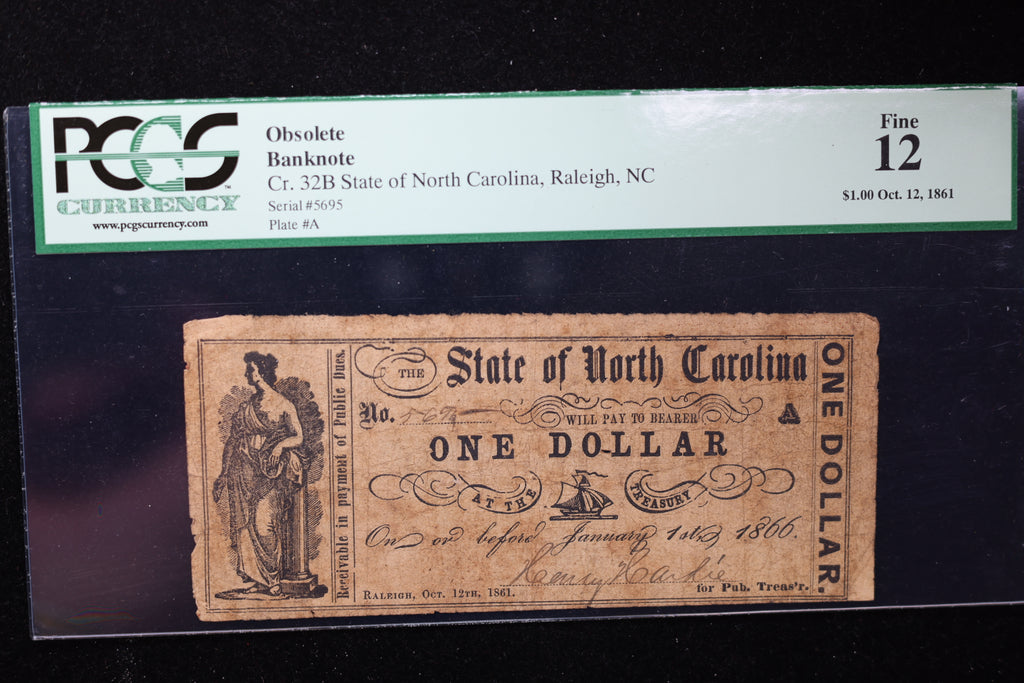 PCGS
CURRENCY
www.pcgscurrency.com
Obsolete
Banknote
Cr. 32B State of North Carolina, Raleigh, NC
Serial #5695
Plate #A
Fine
12
$1.00 Oct. 12, 1861
Receivable in payment of Public Dues.
THE State of North Carolina
No. 5695
WILL PAY TO BEARER A
ONE DOLLAR
AT THE TREASURY
On or before January 1st, 1866.
for Pub. Treas'r.
RALEIGH, OCT. 12TH, 1861.
ONE DOLLAR.